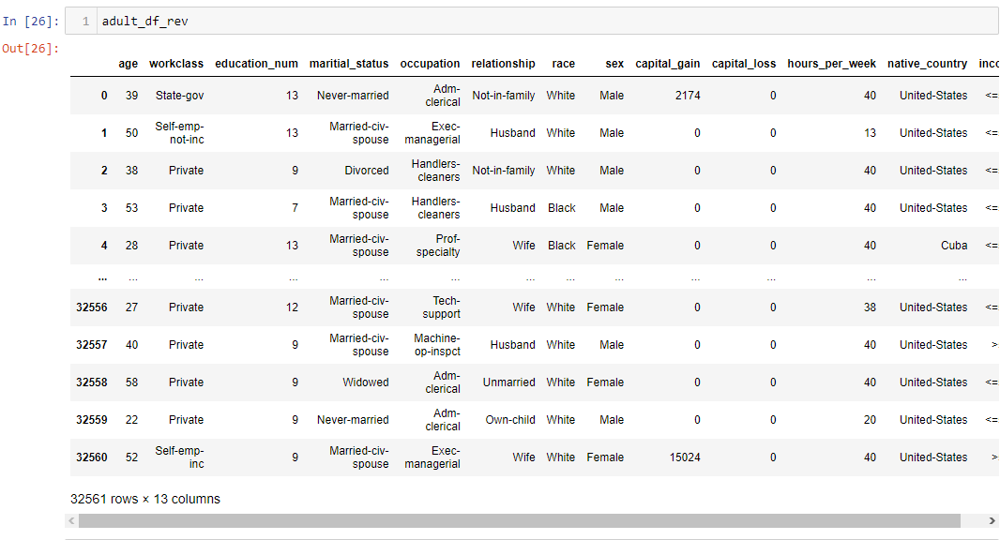 In [26]: 1 adult_df_rev
Out[26]:
age workclass education_num maritial_status occupation relationship race sex capital_gain capital_loss hours_per_week native_country inco
0 39 State-gov 13 Never-married Adm-clerical Not-in-family White Male 2174 0 40 United-States <=
1 50 Self-emp-not-inc 13 Married-civ-spouse Exec-managerial Husband White Male 0 0 13 United-States <=
2 38 Private 9 Divorced Handlers-cleaners Not-in-family White Male 0 0 40 United-States <=
3 53 Private 7 Married-civ-spouse Handlers-cleaners Husband Black Male 0 0 40 United-States <=
4 28 Private 13 Married-civ-spouse Prof-specialty Wife Black Female 0 0 40 Cuba <=
... ... ... ... ... ... ... ... ... ... ... ... ...
32556 27 Private 12 Married-civ-spouse Tech-support Wife White Female 0 0 38 United-States <=
32557 40 Private 9 Married-civ-spouse Machine-op-inspct Husband White Male 0 0 40 United-States >
32558 58 Private 9 Widowed Adm-clerical Unmarried White Female 0 0 40 United-States <=
32559 22 Private 9 Never-married Adm-clerical Own-child White Male 0 0 20 United-States <=
32560 52 Self-emp-inc 9 Married-civ-spouse Exec-managerial Wife White Female 15024 0 40 United-States >
32561 rows × 13 columns